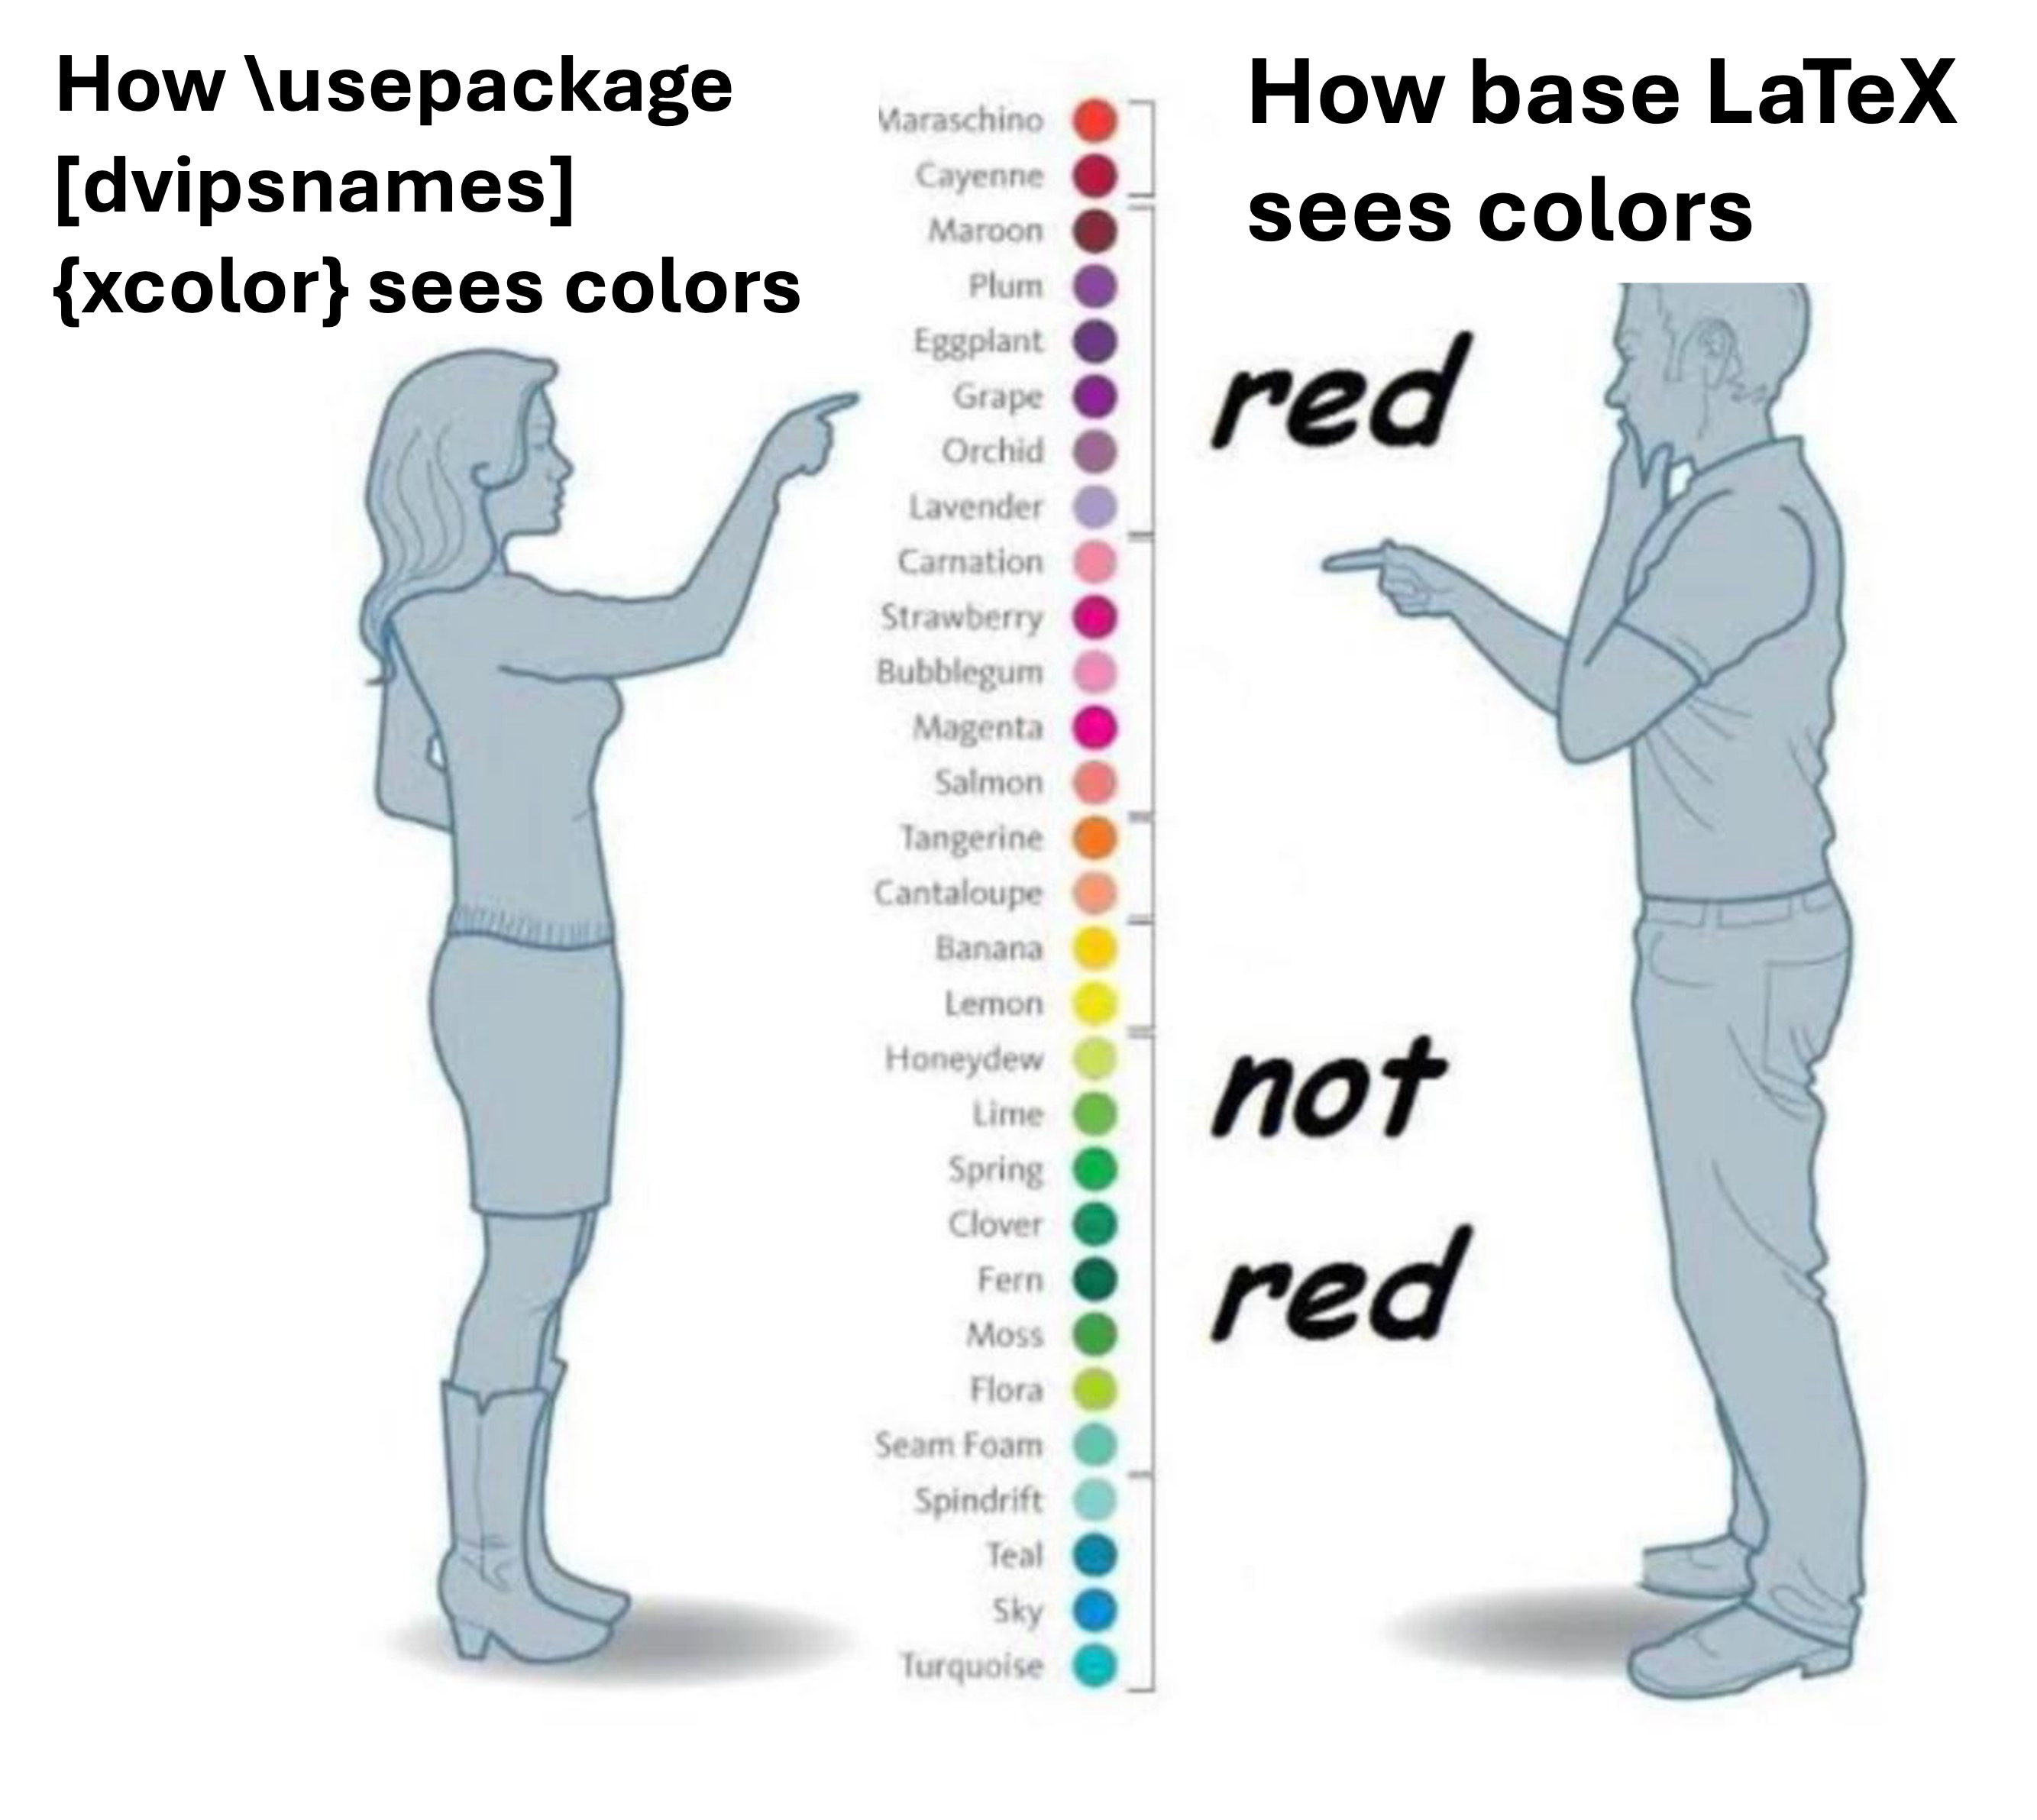 How \usepackage
[dvipsnames]
{xcolor} sees colors
How base LaTeX
sees colors
Maraschino
Cayenne
Maroon
Plum
Eggplant
Grape
Orchid
Lavender
Carnation
Strawberry
Bubblegum
Magenta
Salmon
Tangerine
Cantaloupe
Banana
Lemon
Honeydew
Lime
Spring
Clover
Fern
Moss
Flora
Seam Foam
Spindrift
Teal
Sky
Turquoise
red
not
red